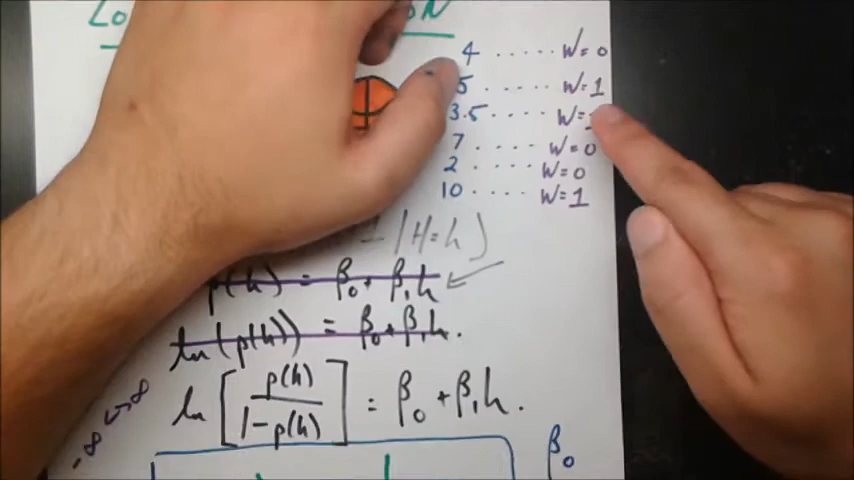 4 ..... W=0
5 ..... W=1
3.5 .... W=
7 .... W=0
2 .... W=0
10 .... W=1
|H=h)
p(h) = β₀+ β₁h
ln(p(h)) = β₀+β₁h.
ln [p(h)/1-p(h)] = β₀+β₁h.
-∞ ↔ ∞
β₀